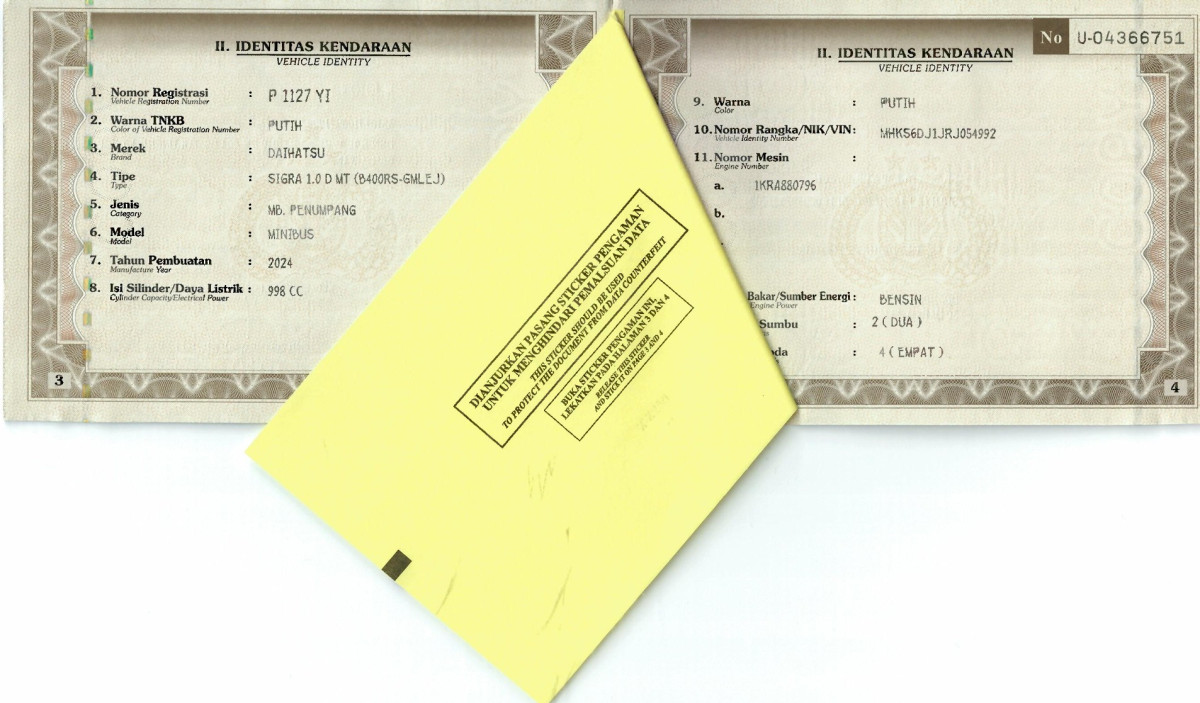 II. IDENTITAS KENDARAAN
VEHICLE IDENTITY
1. Nomor Registrasi : P 1127 YI
Vehicle Registration Number
2. Warna TNKB : PUTIH
Color of Vehicle Registration Number
3. Merek : DAIHATSU
Brand
4. Tipe : SIGRA 1.0 D MT (B400RS-GMLEJ)
Type
5. Jenis : MB. PENUMPANG
Category
6. Model : MINIBUS
Model
7. Tahun Pembuatan : 2024
Manufacture Year
8. Isi Silinder/Daya Listrik : 998 CC
Cylinder Capacity/Electrical Power
3
DIANJURKAN PASANG STICKER PENGAMAN
UNTUK MENGHINDARI PEMALSUAN DATA
THIS STICKER SHOULD BE USED
TO PROTECT THE DOCUMENT FROM DATA COUNTERFEIT
BUKA STICKER PENGAMAN INI,
LEKATKAN PADA HALAMAN 3 DAN 4
RELEASE THIS STICKER
AND STICK IT ON PAGE 3 AND 4
No U-04366751
II. IDENTITAS KENDARAAN
VEHICLE IDENTITY
9. Warna : PUTIH
Color
10. Nomor Rangka/NIK/VIN : MHKS6DJ1JRJ054992
Vehicle Identity Number
11. Nomor Mesin :
Engine Number
a. 1KRA880796
b.
Bakar/Sumber Energi : BENSIN
Engine Power
Sumbu : 2 ( DUA )
: 4 ( EMPAT )
4